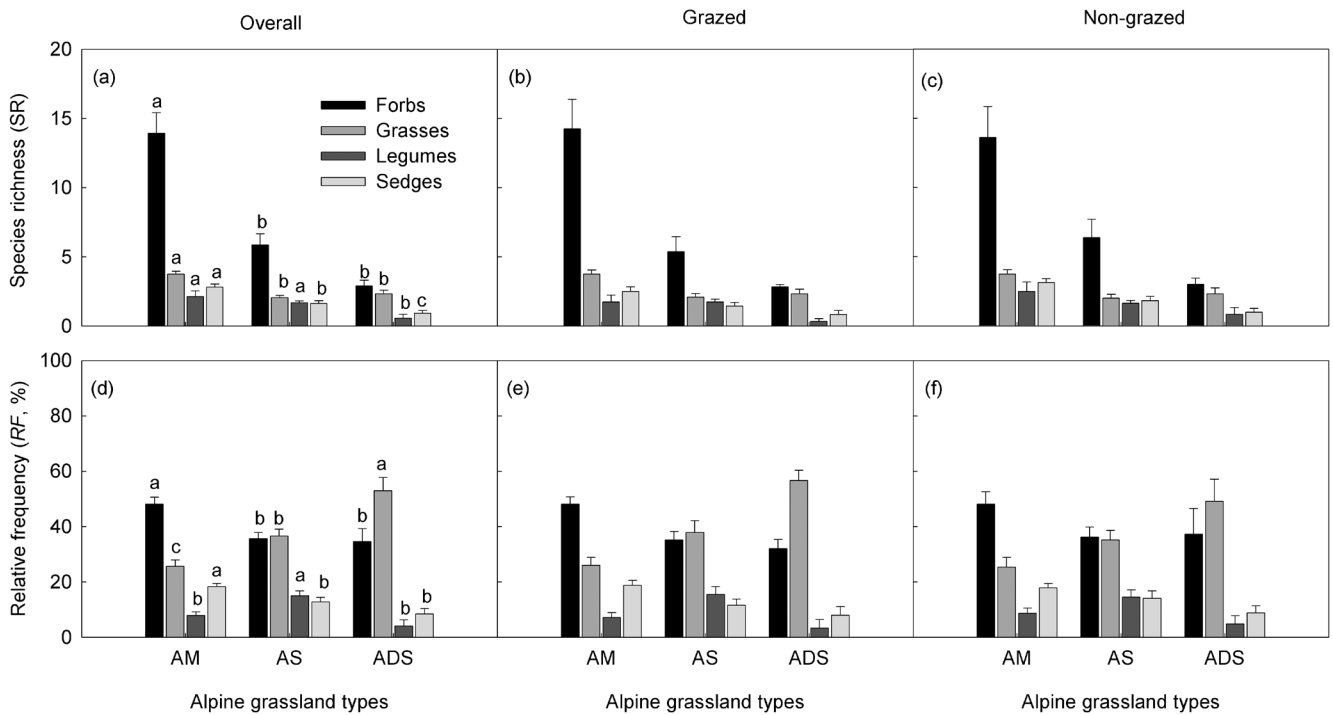 Overall
Grazed
Non-grazed
Species richness (SR)
20
15
10
5
0
(a)
a
a
a
a
b
b
a
b
b
b
b
c
Forbs
Grasses
Legumes
Sedges
(b)
(c)
Relative frequency (RF, %)
100
80
60
40
20
0
(d)
a
c
b
a
b
b
a
b
b
a
b
b
(e)
(f)
AM AS ADS
AM AS ADS
AM AS ADS
Alpine grassland types
Alpine grassland types
Alpine grassland types